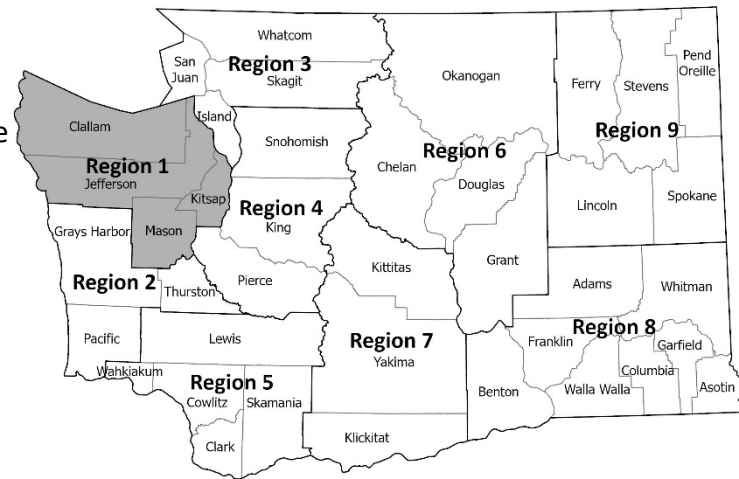 Whatcom
San
Juan
Region 3
Skagit
Okanogan
Ferry
Stevens
Pend
Oreille
Island
Clallam
e
Region 9
Snohomish
Region 6
Chelan
Region 1
Jefferson
Douglas
Kitsap
Lincoln
Spokane
Region 4
King
Grays Harbor
Mason
Grant
Kittitas
Region 2
Pierce
Thurston
Adams
Whitman
Region 8
Franklin
Pacific
Lewis
Region 7
Yakima
Garfield
Wahkiakum
Region 5
Columbia
Cowlitz
Skamania
Benton
Walla Walla
Asotin
Clark
Klickitat